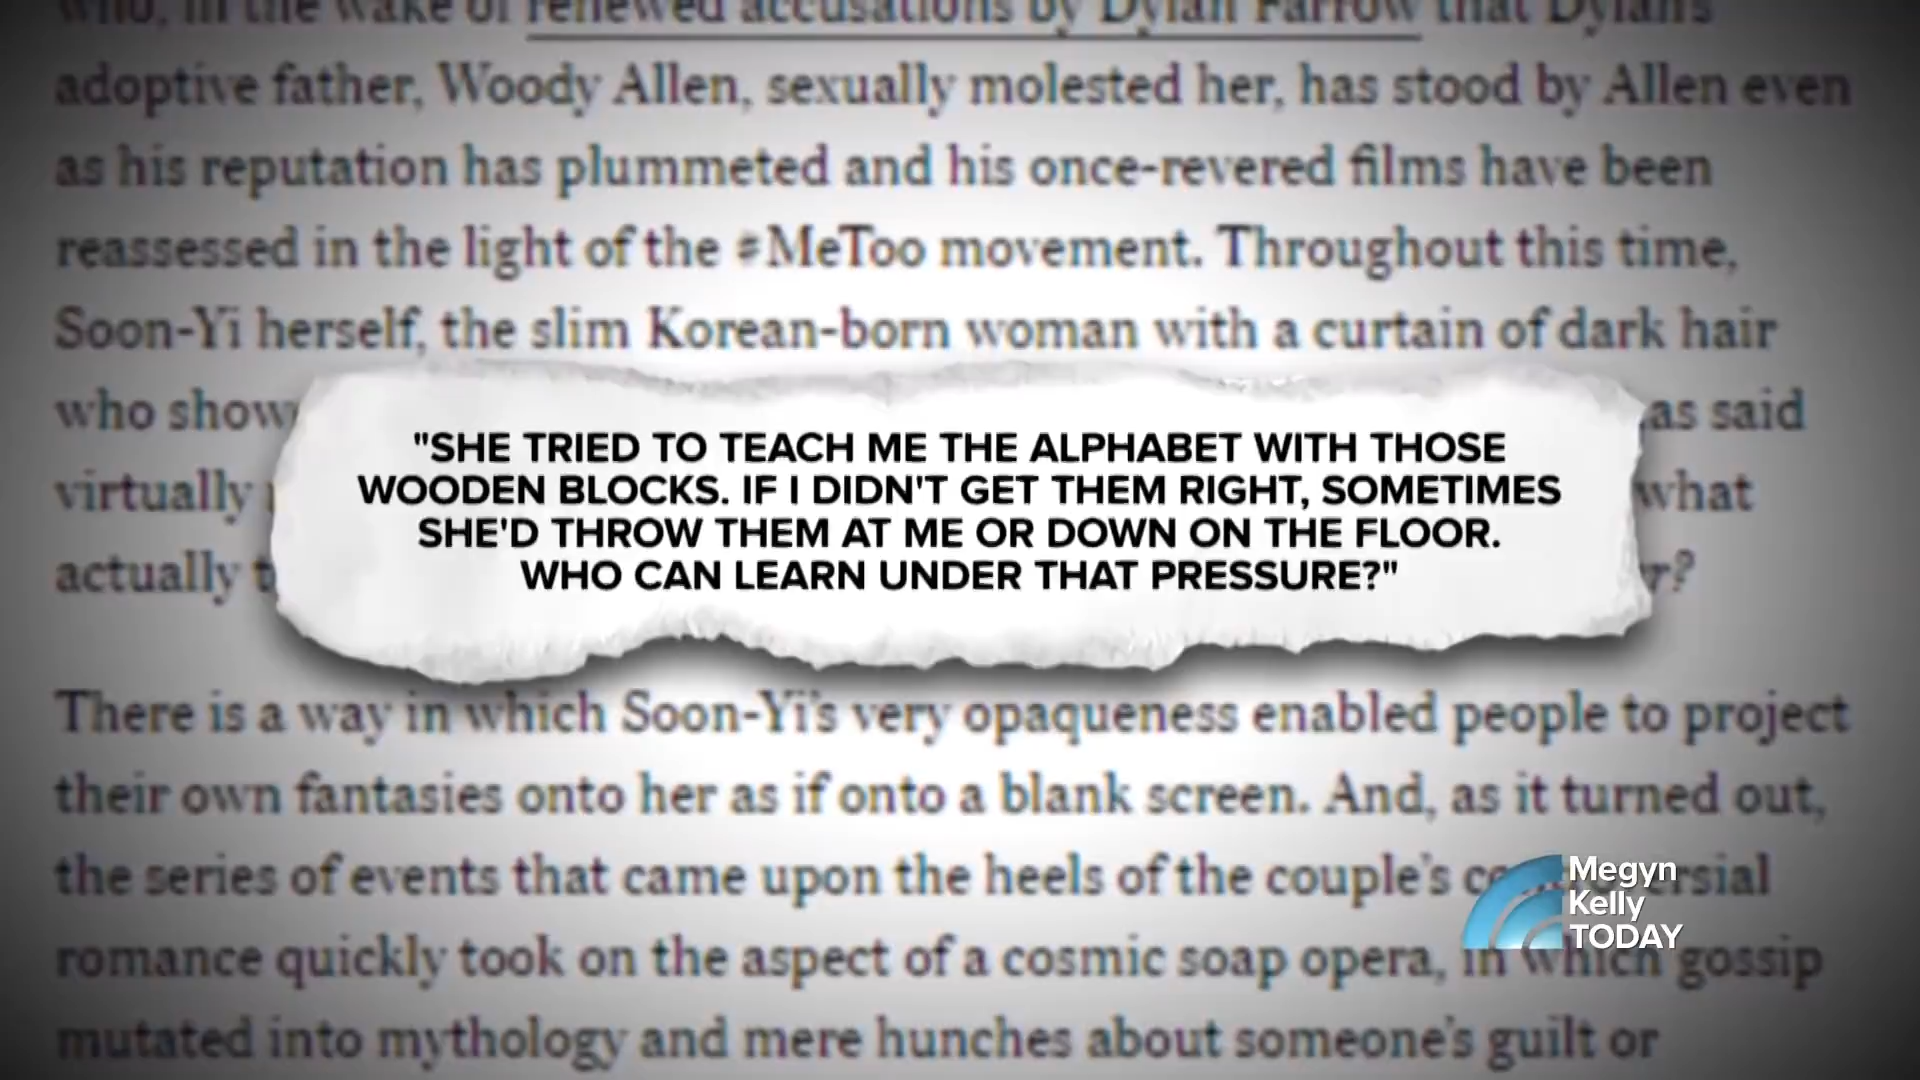 who, in the wake of renewed accusations by Dylan Farrow that Dylan's
adoptive father, Woody Allen, sexually molested her, has stood by Allen even
as his reputation has plummeted and his once-revered films have been
reassessed in the light of the #MeToo movement. Throughout this time,
Soon-Yi herself, the slim Korean-born woman with a curtain of dark hair
who show as said
virtually what
actually
"SHE TRIED TO TEACH ME THE ALPHABET WITH THOSE
WOODEN BLOCKS. IF I DIDN'T GET THEM RIGHT, SOMETIMES
SHE'D THROW THEM AT ME OR DOWN ON THE FLOOR.
WHO CAN LEARN UNDER THAT PRESSURE?"
There is a way in which Soon-Yi's very opaqueness enabled people to project
their own fantasies onto her as if onto a blank screen. And, as it turned out,
the series of events that came upon the heels of the couple's
romance quickly took on the aspect of a cosmic soap opera, in which gossip
mutated into mythology and mere hunches about someone's guilt or
Megyn
Kelly
TODAY